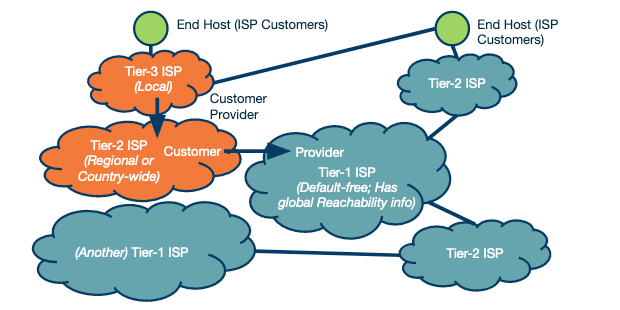 End Host (ISP Customers)
End Host (ISP
Customers)
Tier-3 ISP
(Local)
Tier-2 ISP
Customer
Provider
Tier-2 ISP
(Regional or
Country-wide)
Customer
Provider
Tier-1 ISP
(Default-free; Has
global Reachability info)
(Another) Tier-1 ISP
Tier-2 ISP